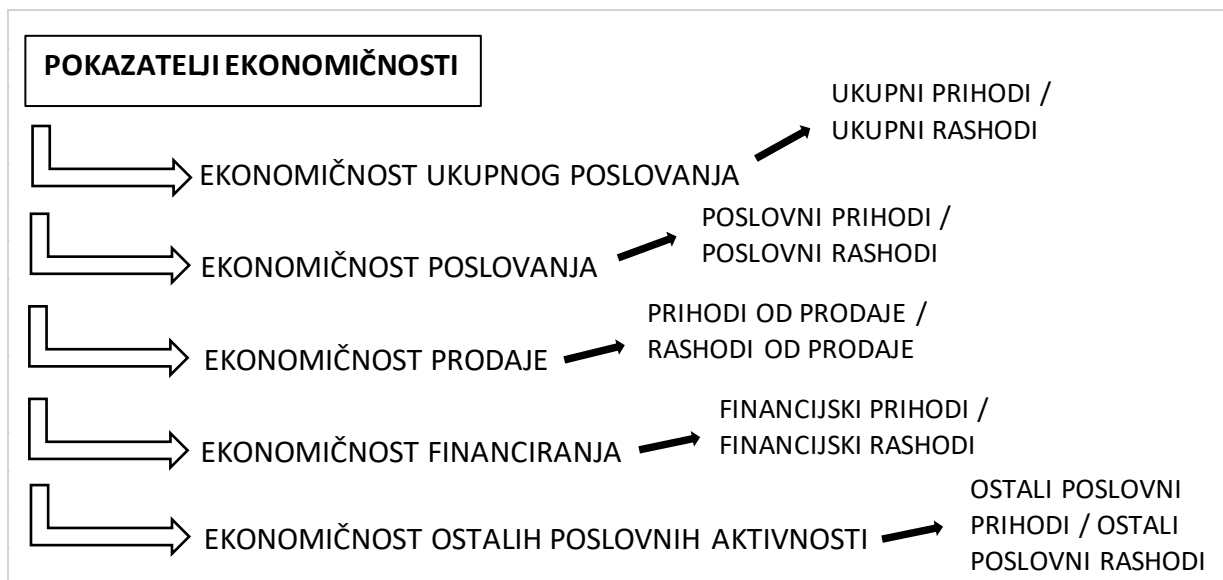 POKAZATELJI EKONOMIČNOSTI
UKUPNI PRIHODI /
UKUPNI RASHODI
EKONOMIČNOST UKUPNOG POSLOVANJA
POSLOVNI PRIHODI /
POSLOVNI RASHODI
EKONOMIČNOST POSLOVANJA
PRIHODI OD PRODAJE /
RASHODI OD PRODAJE
EKONOMIČNOST PRODAJE
FINANCIJSKI PRIHODI /
FINANCIJSKI RASHODI
EKONOMIČNOST FINANCIRANJA
OSTALI POSLOVNI
PRIHODI / OSTALI
POSLOVNI RASHODI
EKONOMIČNOST OSTALIH POSLOVNIH AKTIVNOSTI